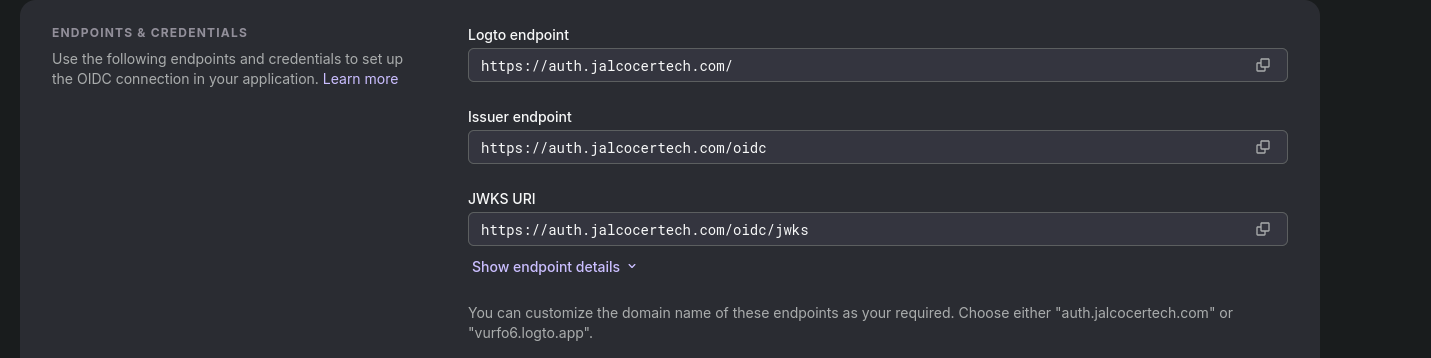 ENDPOINTS & CREDENTIALS
Use the following endpoints and credentials to set up
the OIDC connection in your application. Learn more
Logto endpoint
https://auth.jalcocertech.com/
Issuer endpoint
https://auth.jalcocertech.com/oidc
JWKS URI
https://auth.jalcocertech.com/oidc/jwks
Show endpoint details
You can customize the domain name of these endpoints as your required. Choose either "auth.jalcocertech.com" or
"vurfo6.logto.app".